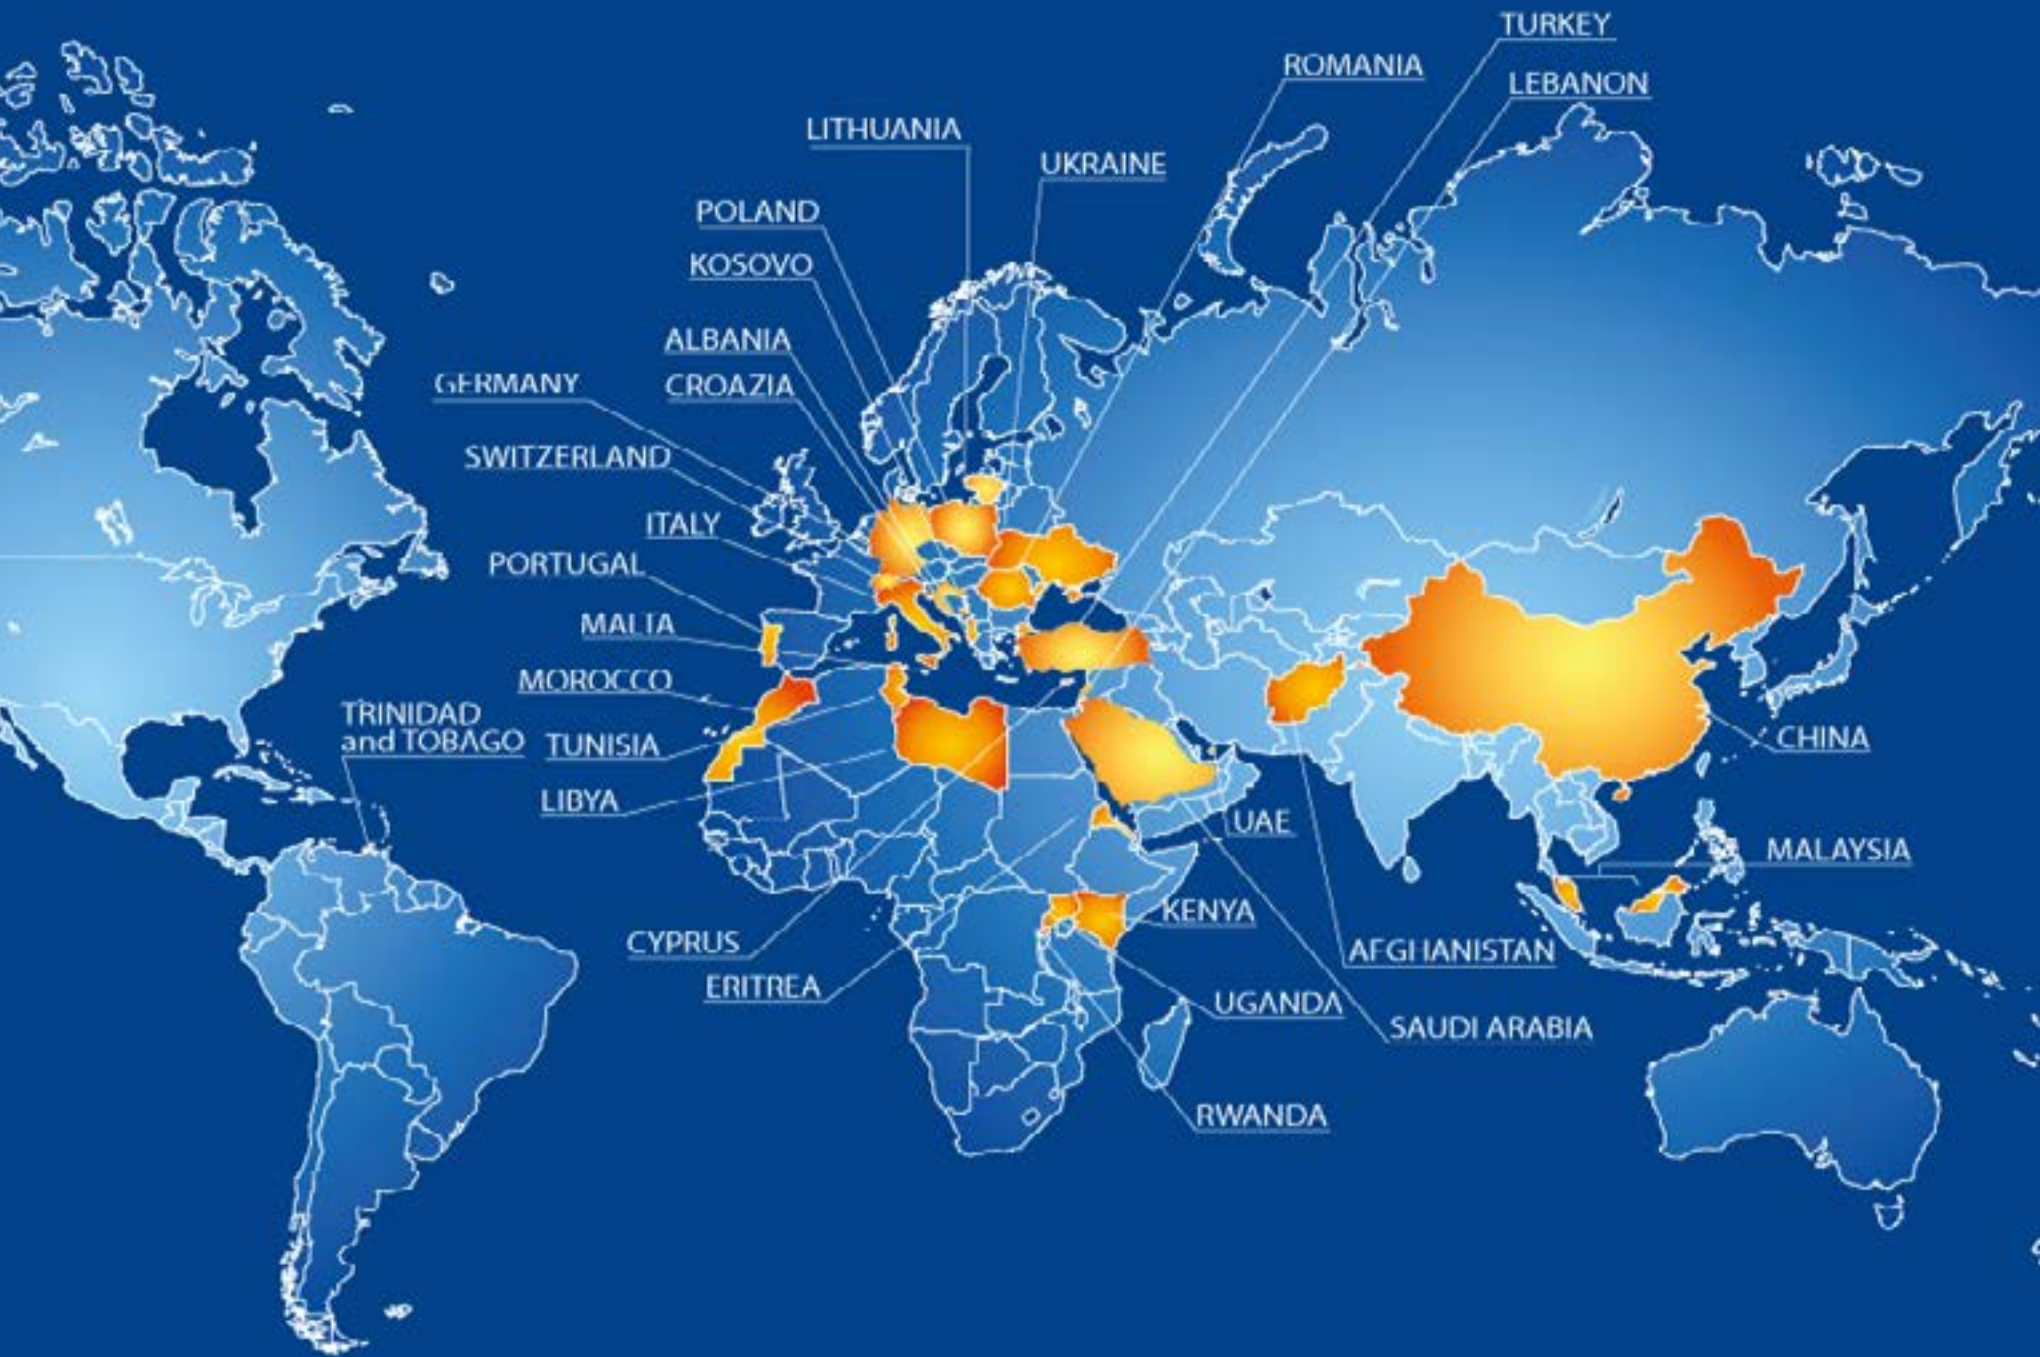 TURKEY
ROMANIA
LEBANON
LITHUANIA
UKRAINE
POLAND
KOSOVO
ALBANIA
GERMANY
CROAZIA
SWITZERLAND
ITALY
PORTUGAL
MALTA
MOROCCO
TRINIDAD
and TOBAGO
TUNISIA
CHINA
LIBYA
UAE
MALAYSIA
KENYA
CYPRUS
AFGHANISTAN
ERITREA
UGANDA
SAUDI ARABIA
RWANDA